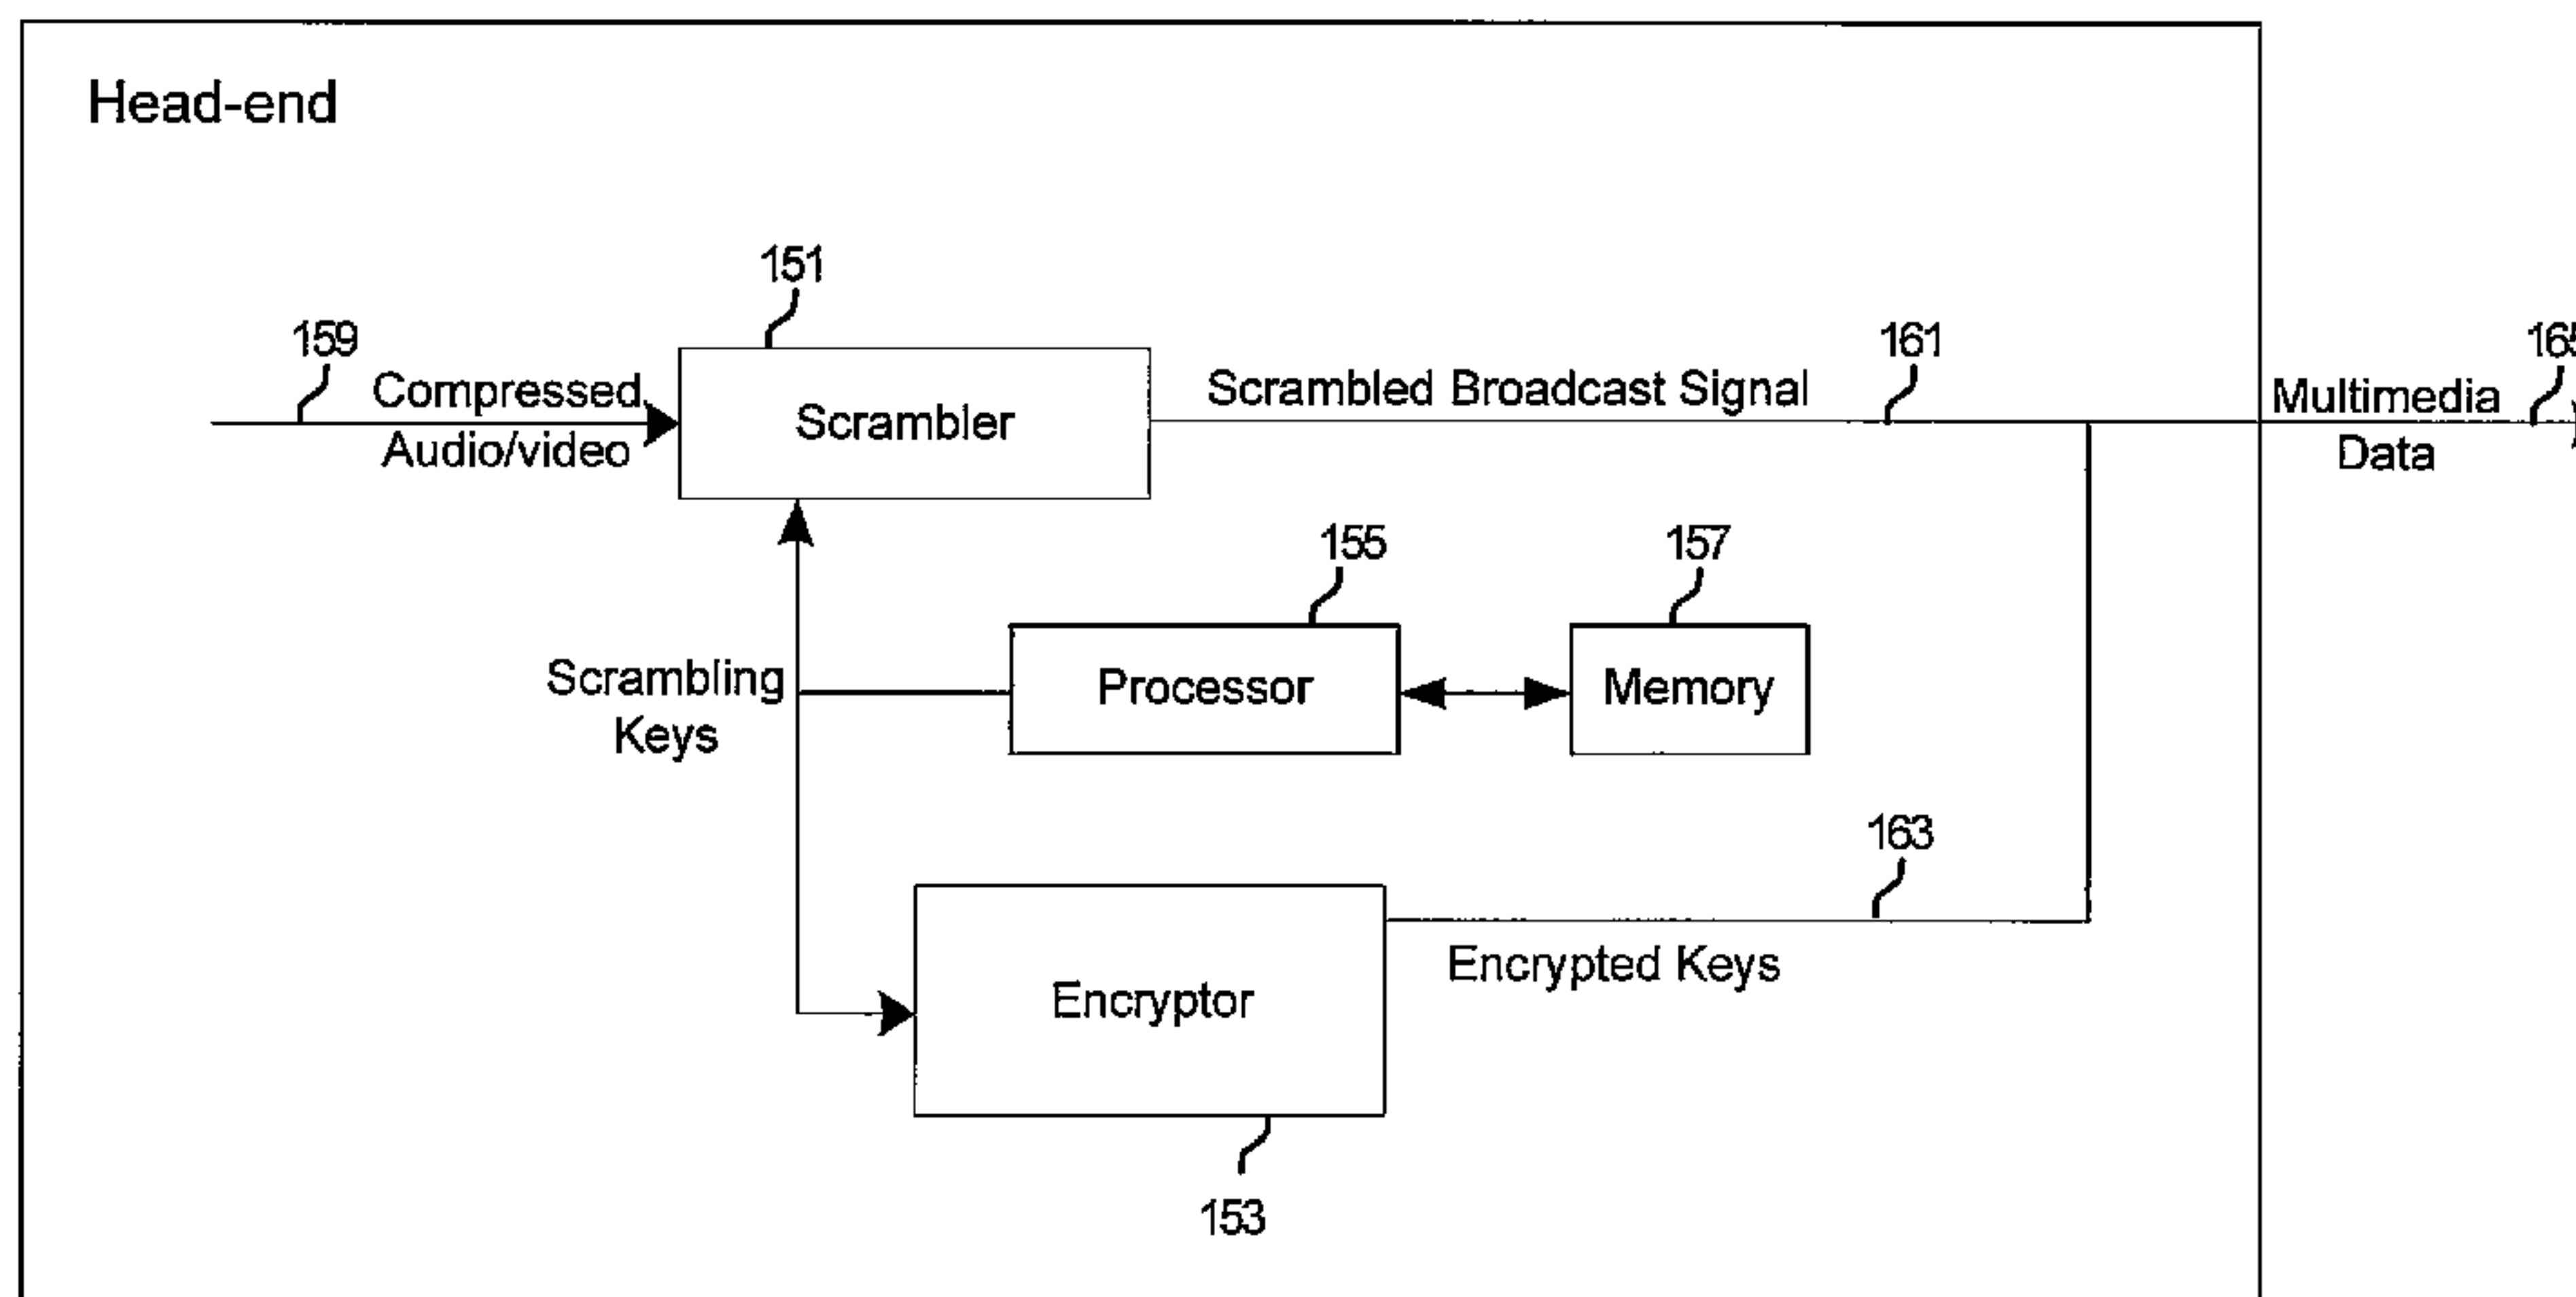 Head-end
151
159
161
165
Compressed
Audio/video
Scrambler
Scrambled Broadcast Signal
Multimedia
Data
155
157
Scrambling
Keys
Processor
Memory
163
Encryptor
Encrypted Keys
153